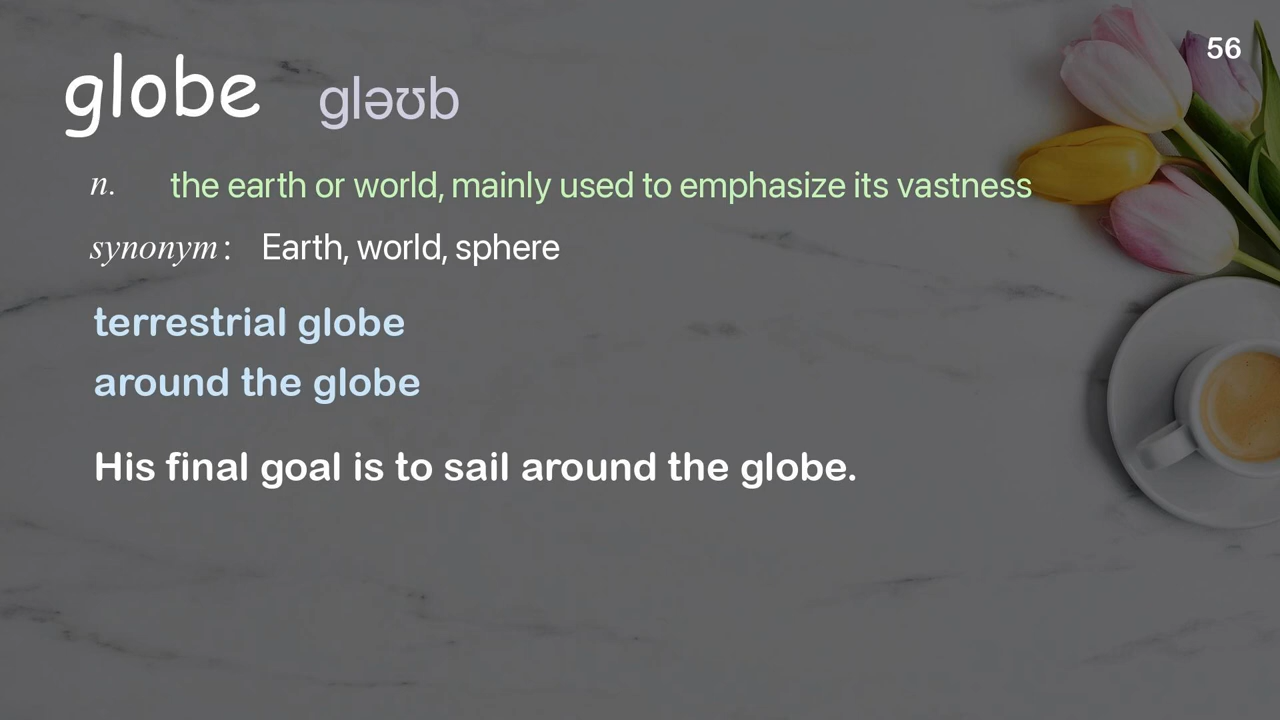 56
globe gləʊb
n. the earth or world, mainly used to emphasize its vastness
synonym: Earth, world, sphere
terrestrial globe
around the globe
His final goal is to sail around the globe.